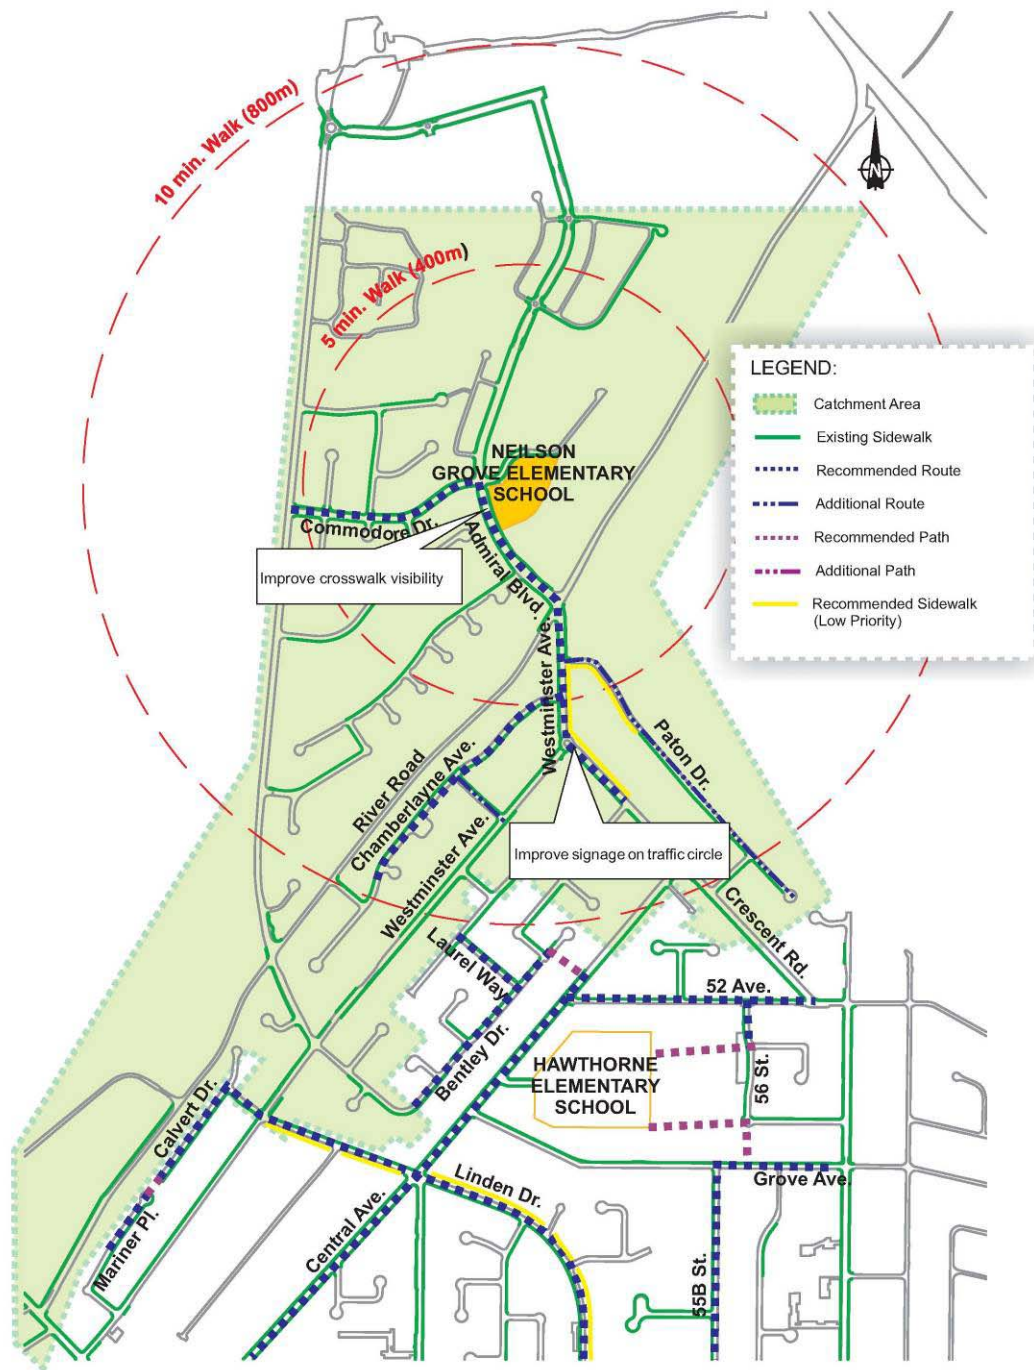 10 min. Walk (800m)
N
5 min. Walk (400m)
LEGEND:
Catchment Area
Existing Sidewalk
Recommended Route
Additional Route
Recommended Path
Additional Path
Recommended Sidewalk
(Low Priority)
NEILSON
GROVE ELEMENTARY
SCHOOL
Commodore Dr.
Admiral Blvd.
Improve crosswalk visibility
Westminster Ave.
Paton Dr.
River Road
Chamberlayne Ave.
Improve signage on traffic circle
Westminster Ave.
Crescent Rd.
Laurel Way
52 Ave.
Bentley Dr.
HAWTHORNE
ELEMENTARY
SCHOOL
56 St.
Calvert Dr.
Linden Dr.
Grove Ave.
Central Ave.
Mariner Pl.
55B St.